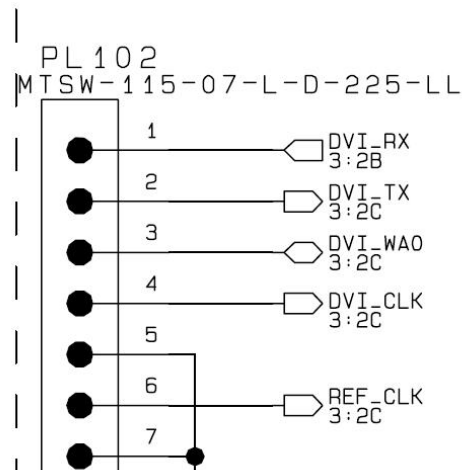 PL102
MTSW-115-07-L-D-225-LL
1
DVI_RX
3:2B
2
DVI_TX
3:2C
3
DVI_WAO
3:2C
4
DVI_CLK
3:2C
5
6
REF_CLK
3:2C
7